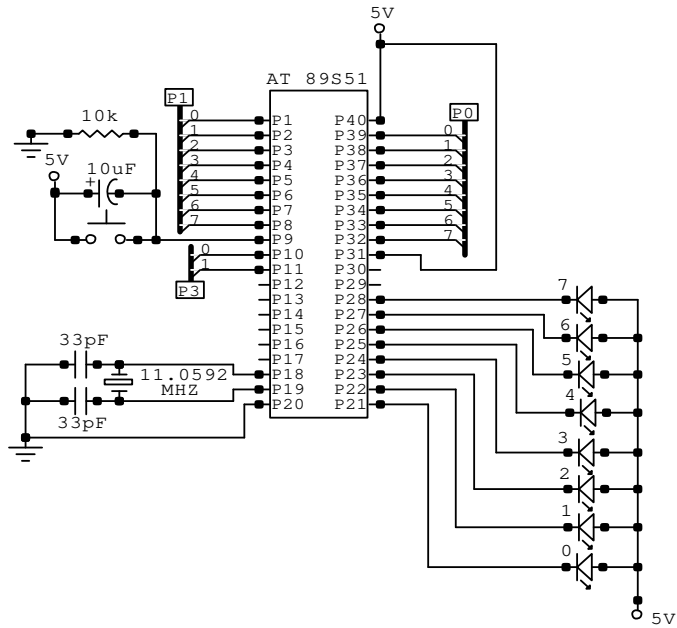 5V
AT 89S51
P1
P0
10k
5V
10uF
+
0
1
2
3
4
5
6
7
0
1
P3
P1
P2
P3
P4
P5
P6
P7
P8
P9
P10
P11
P12
P13
P14
P15
P16
P17
P18
P19
P20
P40
P39
P38
P37
P36
P35
P34
P33
P32
P31
P30
P29
P28
P27
P26
P25
P24
P23
P22
P21
0
1
2
3
4
5
6
7
33pF
11.0592
MHZ
33pF
7
6
5
4
3
2
1
0
5V